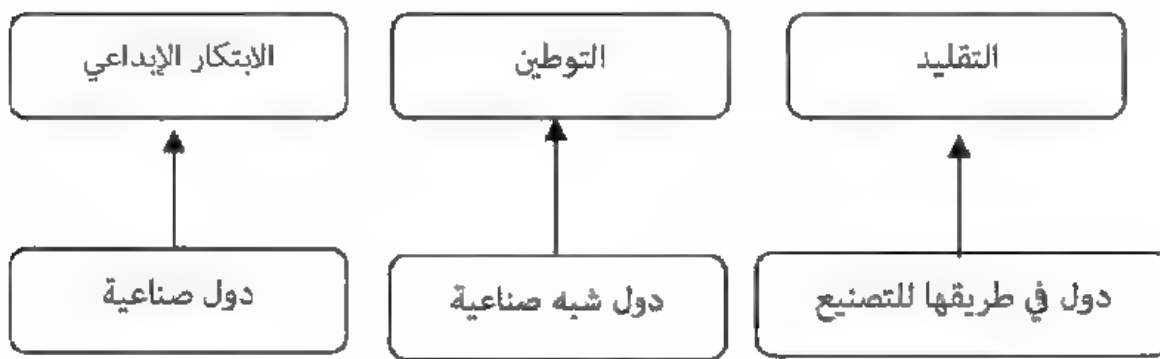 التقليد
التوطين
الابتكار الإبداعي
دول في طريقها للتصنيع
دول شبه صناعية
دول صناعية